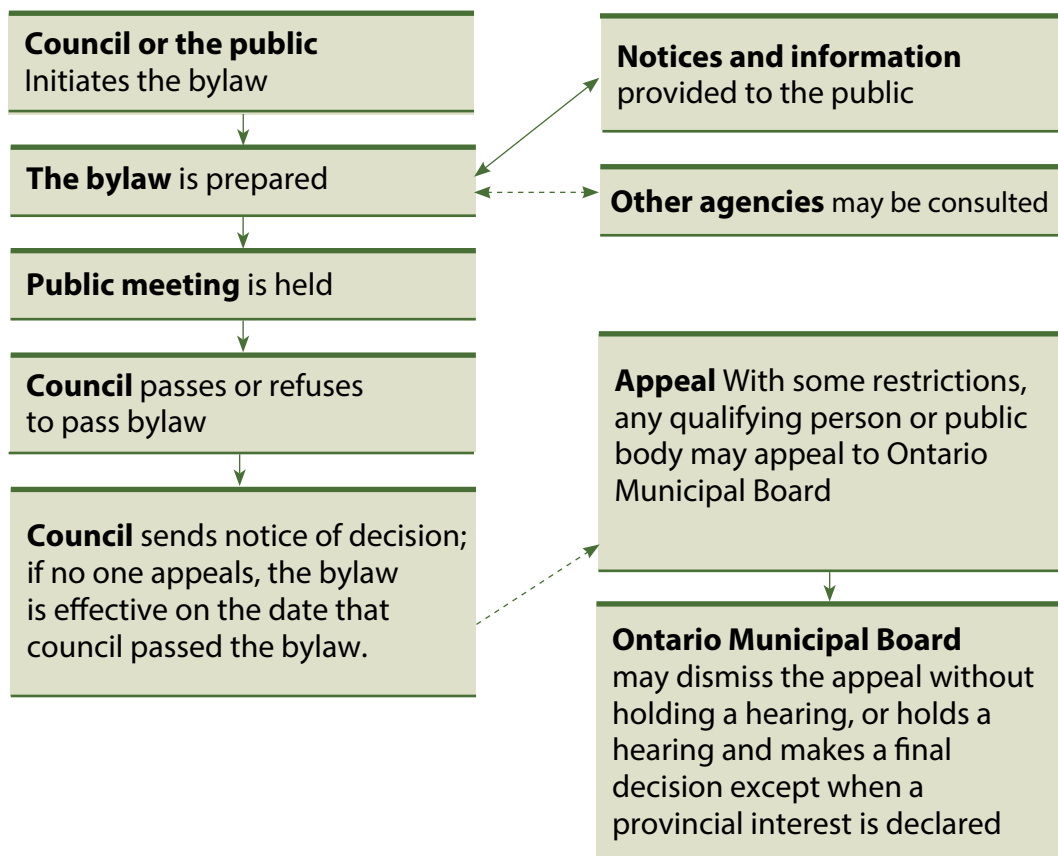 Council or the public
Initiates the bylaw
Notices and information
provided to the public
The bylaw is prepared
Other agencies may be consulted
Public meeting is held
Council passes or refuses
to pass bylaw
Council sends notice of decision;
if no one appeals, the bylaw
is effective on the date that
council passed the bylaw.
Appeal With some restrictions,
any qualifying person or public
body may appeal to Ontario
Municipal Board
Ontario Municipal Board
may dismiss the appeal without
holding a hearing, or holds a
hearing and makes a final
decision except when a
provincial interest is declared